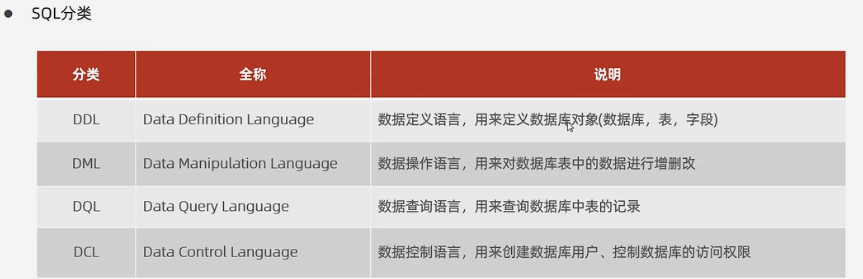 SQL分类
分类 全称 说明
DDL Data Definition Language 数据定义语言，用来定义数据库对象(数据库，表，字段)
DML Data Manipulation Language 数据操作语言，用来对数据库表中的数据进行增删改
DQL Data Query Language 数据查询语言，用来查询数据库中表的记录
DCL Data Control Language 数据控制语言，用来创建数据库用户、控制数据库的访问权限